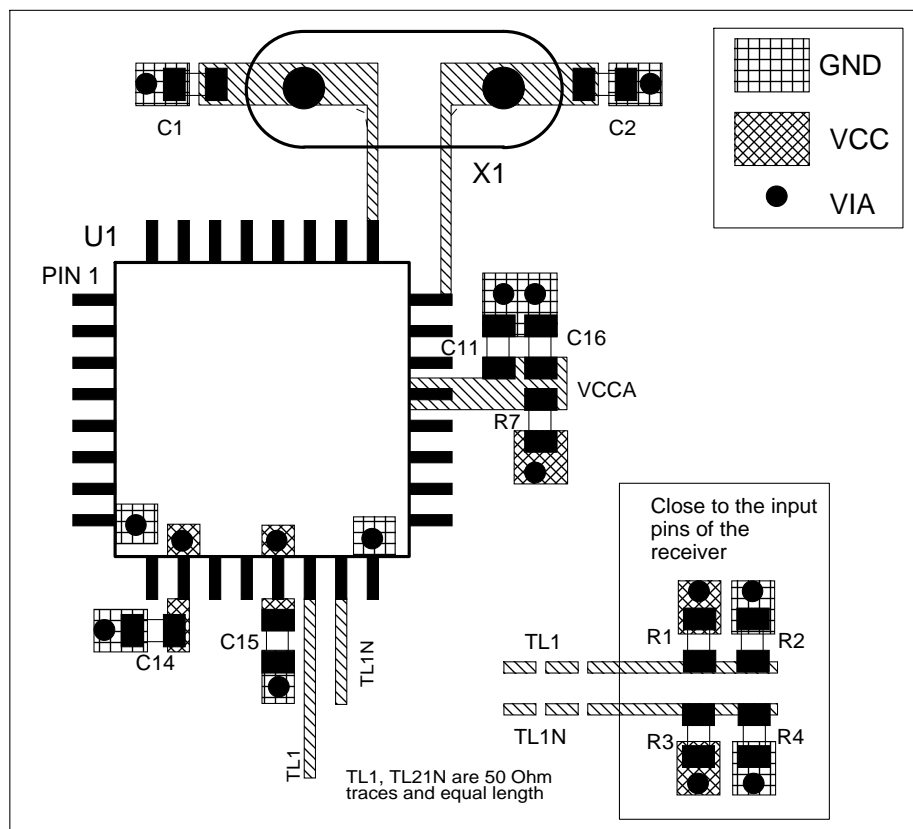 C1
C2
X1
GND
VCC
VIA
U1
PIN 1
C11
C16
VCCA
R7
C14
C15
TL1
TL1N
TL1, TL21N are 50 Ohm
traces and equal length
Close to the input
pins of the
receiver
R1
R2
TL1
TL1N
R3
R4